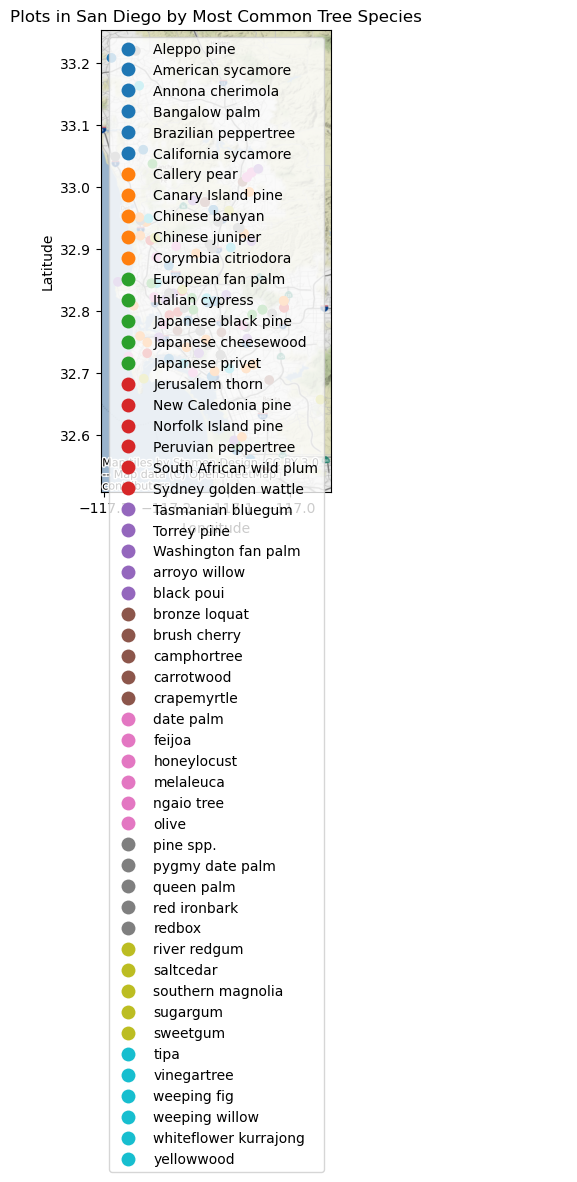 Plots in San Diego by Most Common Tree Species
33.2
33.1
33.0
32.9
32.8
32.7
32.6
Latitude
Aleppo pine
American sycamore
Annona cherimola
Bangalow palm
Brazilian peppertree
California sycamore
Callery pear
Canary Island pine
Chinese banyan
Chinese juniper
Corymbia citriodora
European fan palm
Italian cypress
Japanese black pine
Japanese cheesewood
Japanese privet
Jerusalem thorn
New Caledonia pine
Norfolk Island pine
Peruvian peppertree
South African wild plum
Sydney golden wattle
Tasmanian bluegum
Torrey pine
Washington fan palm
arroyo willow
black poui
bronze loquat
brush cherry
camphortree
carrotwood
crapemyrtle
date palm
feijoa
honeylocust
melaleuca
ngaio tree
olive
pine spp.
pygmy date palm
queen palm
red ironbark
redbox
river redgum
saltcedar
southern magnolia
sugargum
sweetgum
tipa
vinegartree
weeping fig
weeping willow
whiteflower kurrajong
yellowwood
Longitude